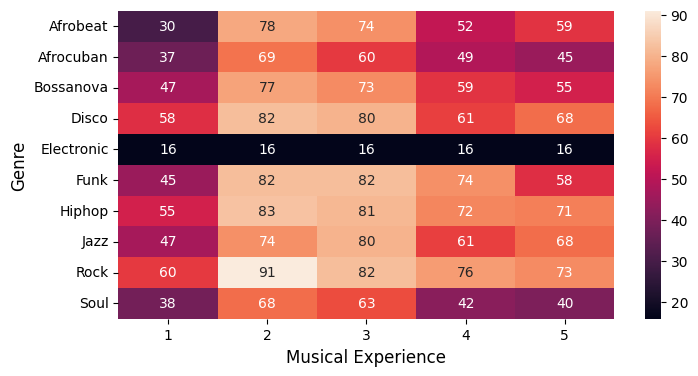 Genre
Afrobeat 30 78 74 52 59
Afrocuban 37 69 60 49 45
Bossanova 47 77 73 59 55
Disco 58 82 80 61 68
Electronic 16 16 16 16 16
Funk 45 82 82 74 58
Hiphop 55 83 81 72 71
Jazz 47 74 80 61 68
Rock 60 91 82 76 73
Soul 38 68 63 42 40
1 2 3 4 5
Musical Experience
90
80
70
60
50
40
30
20